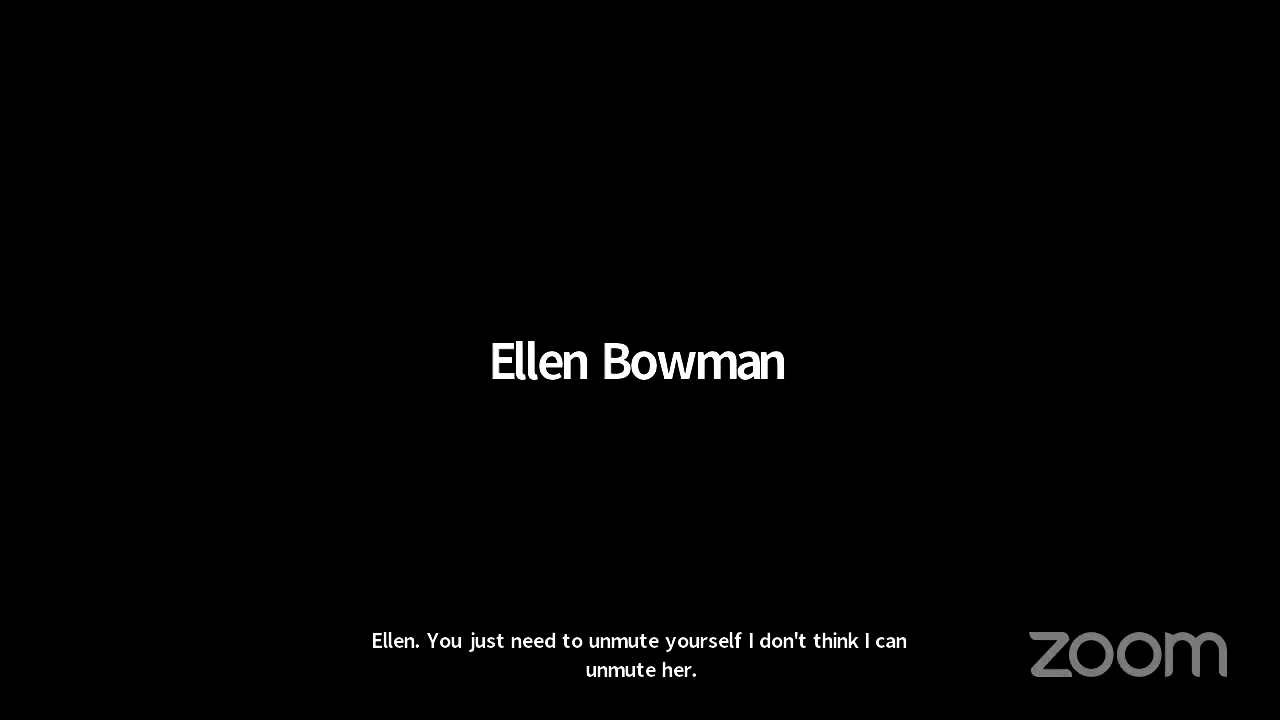 Ellen Bowman
Ellen. You just need to unmute yourself I don't think I can
unmute her.
zoom